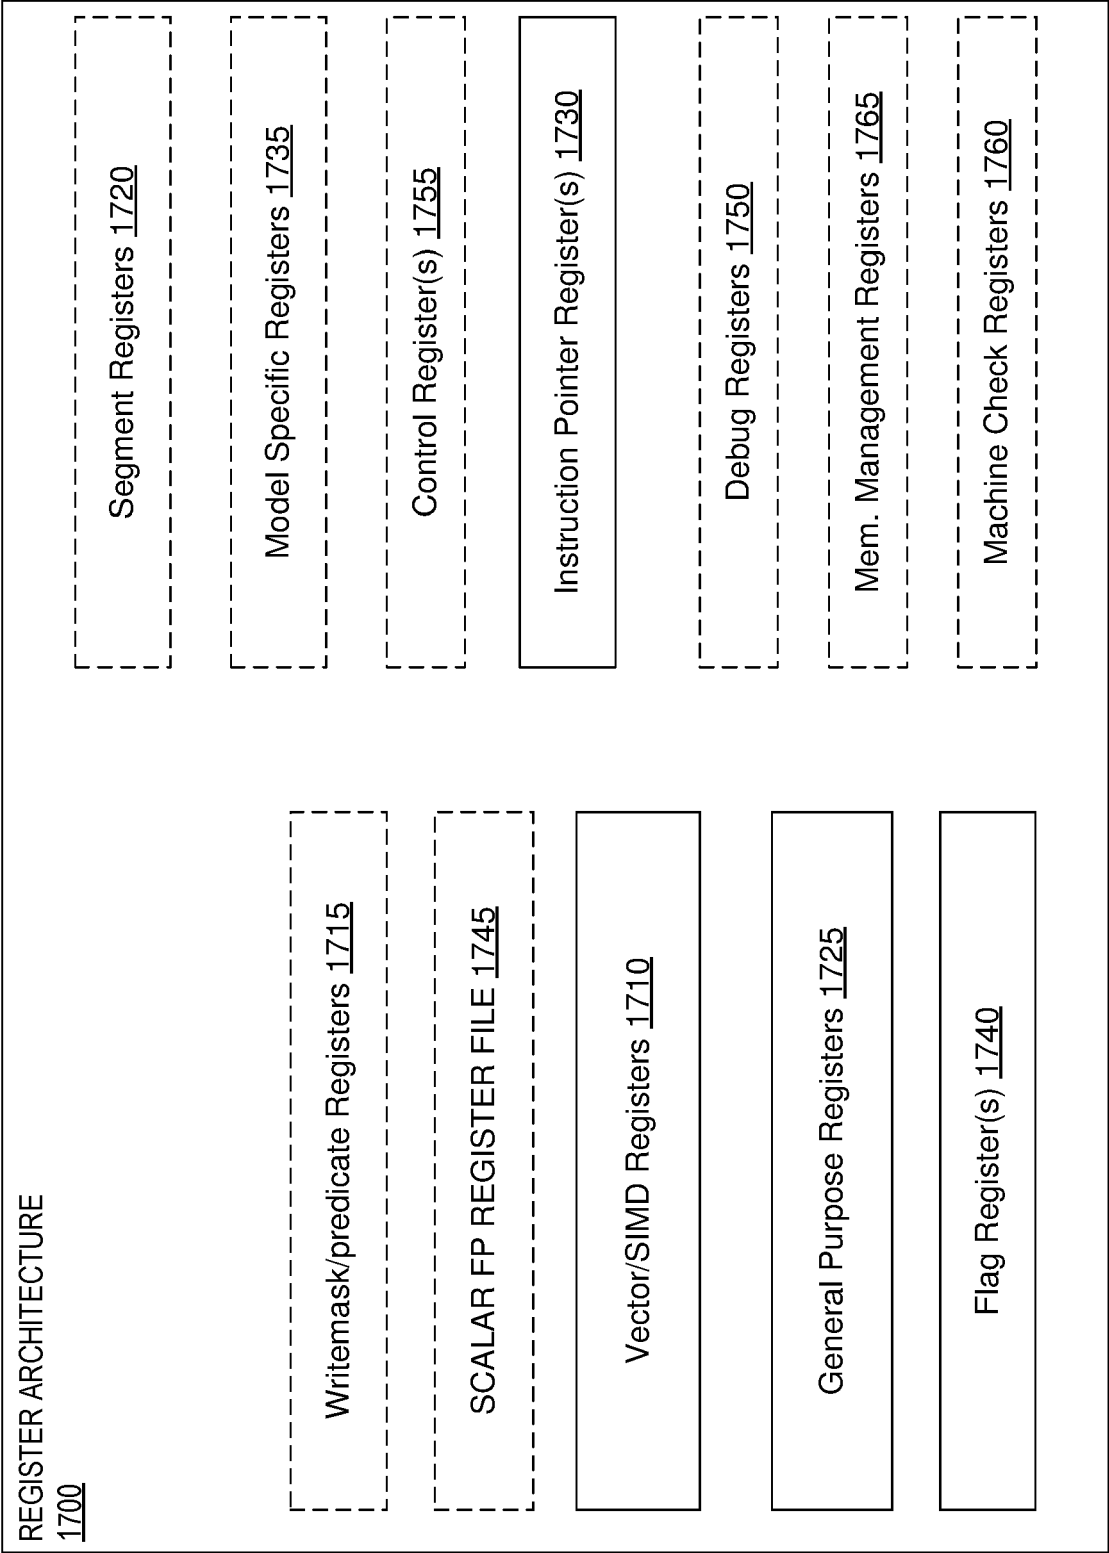 REGISTER ARCHITECTURE
1700
Writemask/predicate Registers 1715
SCALAR FP REGISTER FILE 1745
Vector/SIMD Registers 1710
General Purpose Registers 1725
Flag Register(s) 1740
Segment Registers 1720
Model Specific Registers 1735
Control Register(s) 1755
Instruction Pointer Register(s) 1730
Debug Registers 1750
Mem. Management Registers 1765
Machine Check Registers 1760